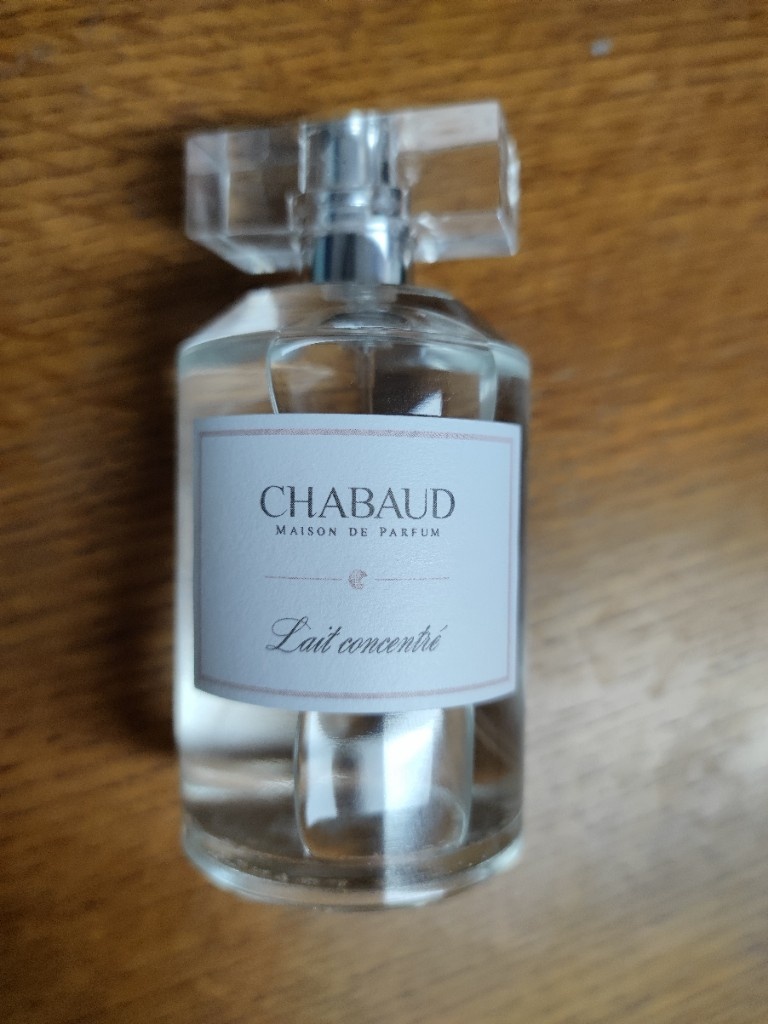 CHABAUD
MAISON DE PARFUM
Lait concentré